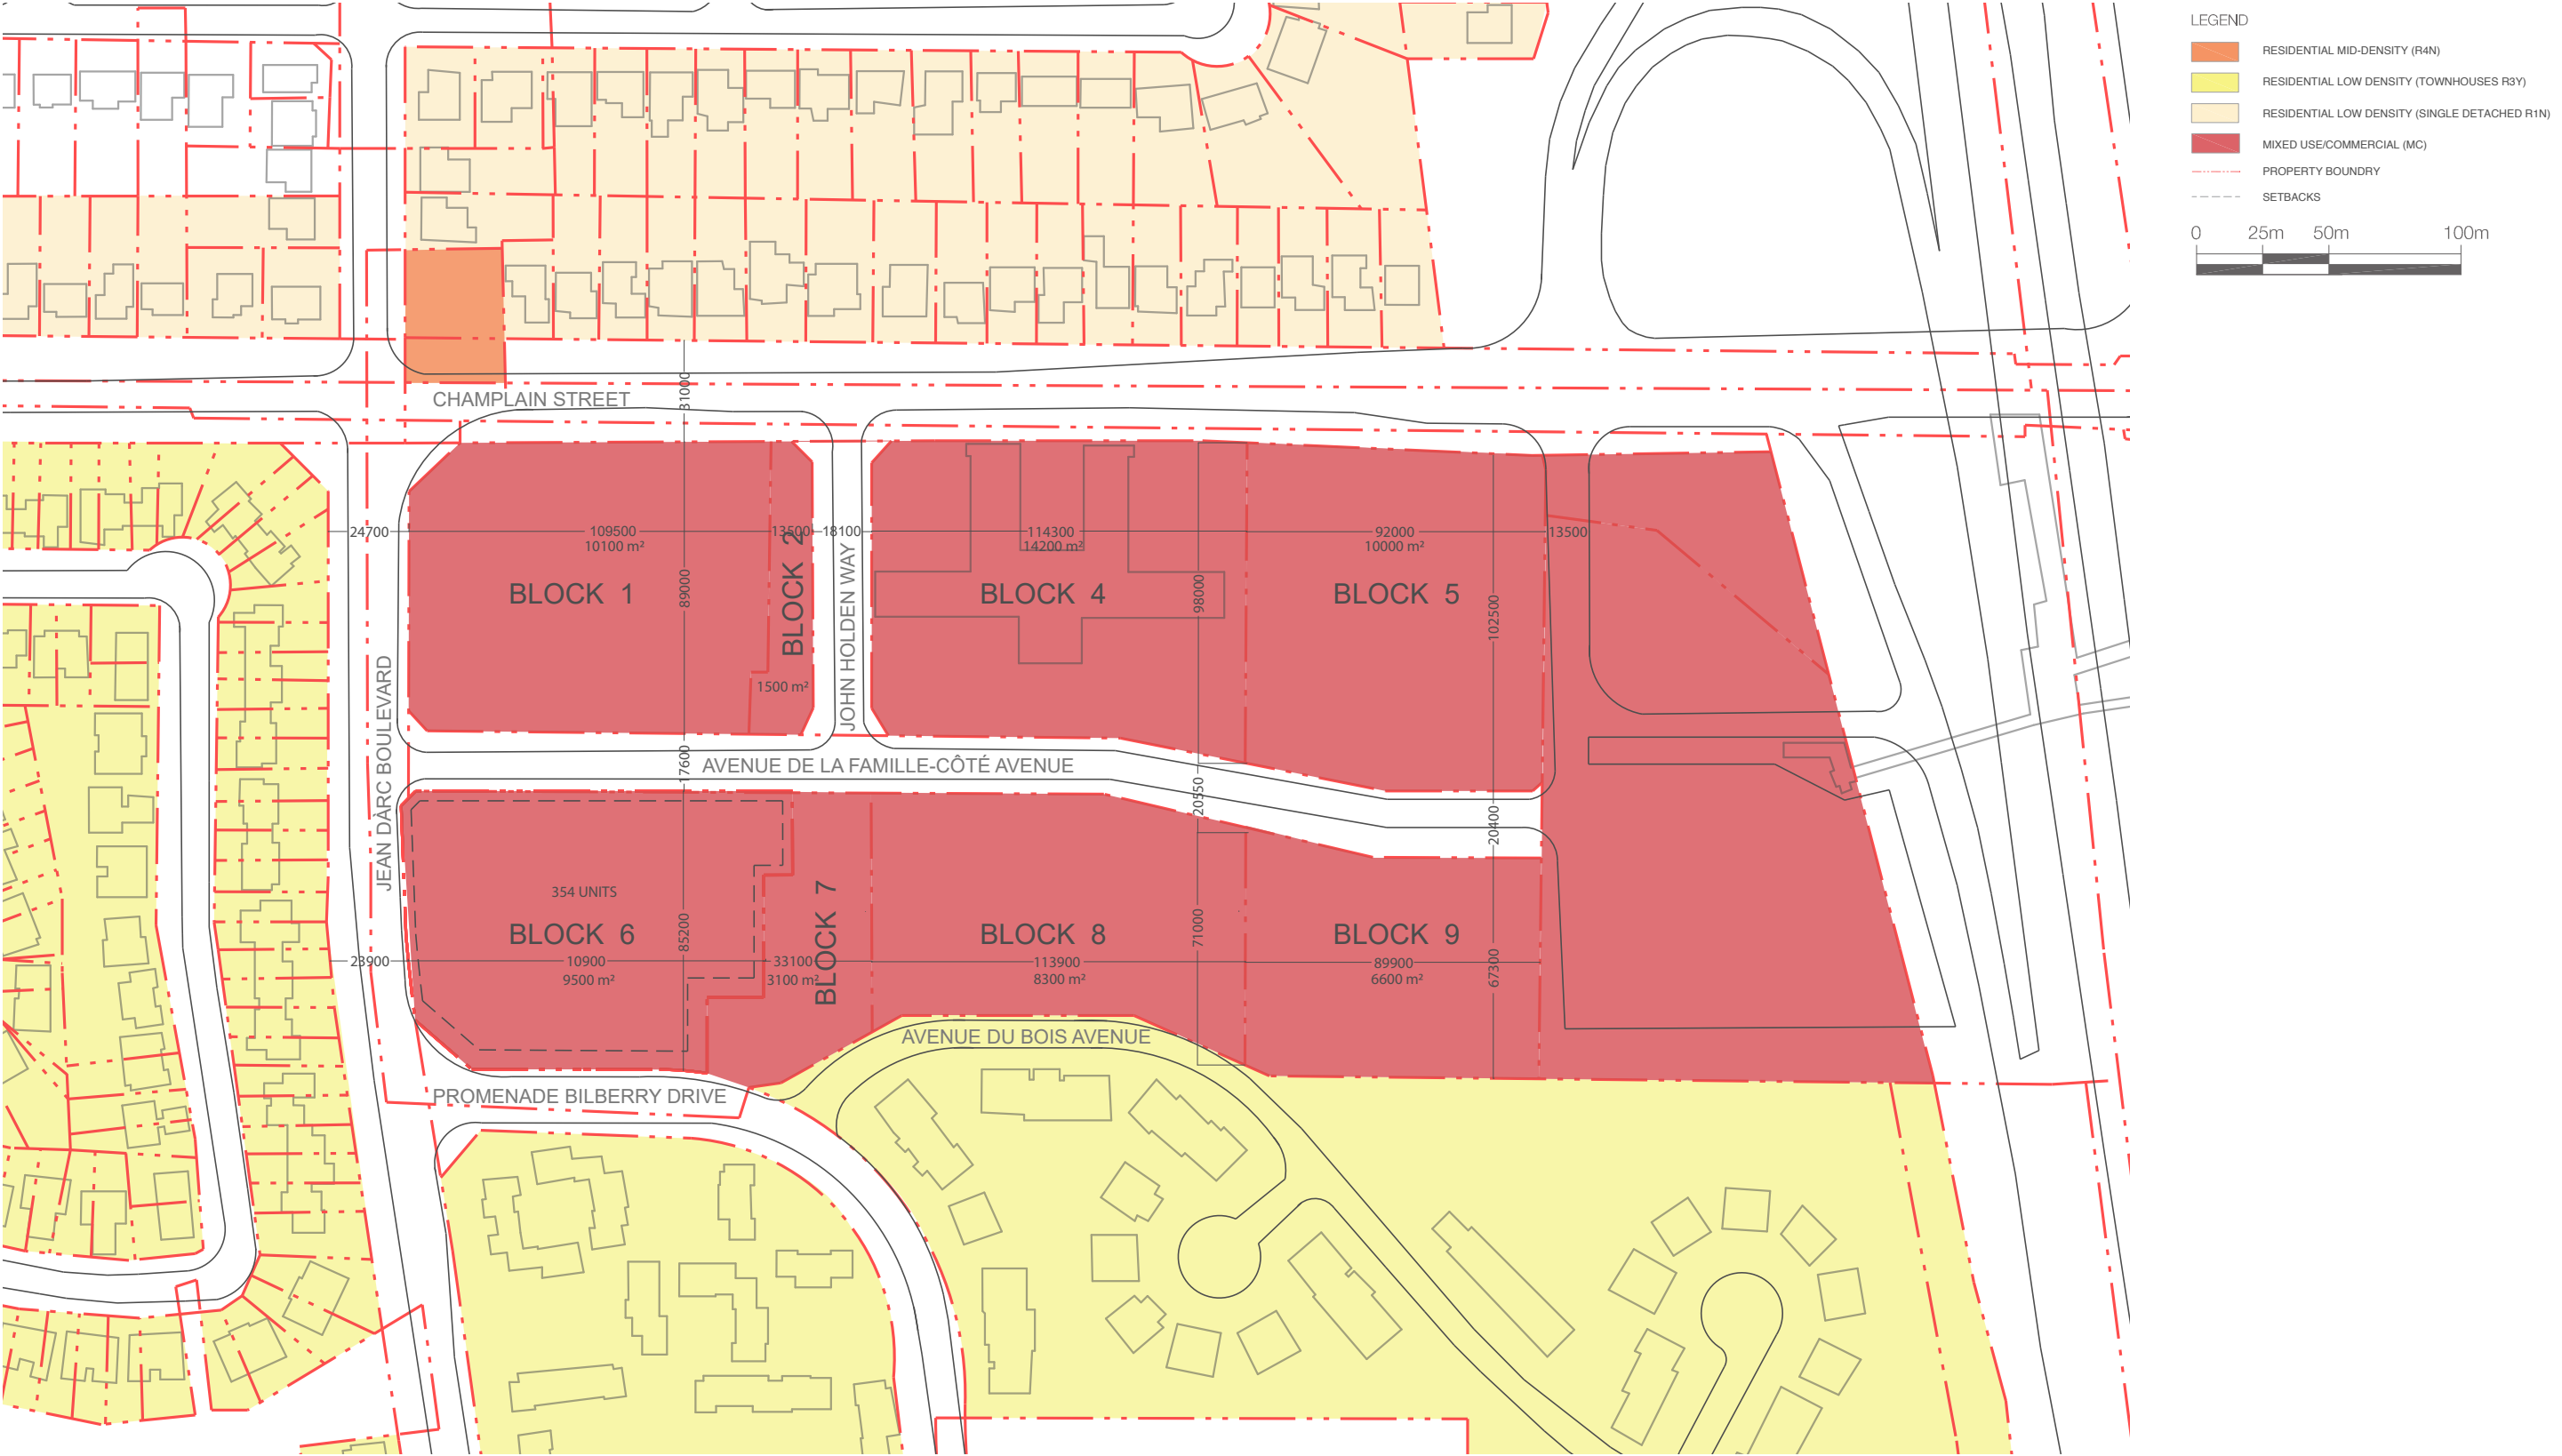 LEGEND
RESIDENTIAL MID-DENSITY (R4N)
RESIDENTIAL LOW DENSITY (TOWNHOUSES R3Y)
RESIDENTIAL LOW DENSITY (SINGLE DETACHED R1N)
MIXED USE/COMMERCIAL (MC)
PROPERTY BOUNDRY
SETBACKS
0 25m 50m 100m
31000
CHAMPLAIN STREET
24700
109500
10100 m²
13500
18100
114300
14200 m²
92000
10000 m²
13500
BLOCK 1
89000
BLOCK 2
1500 m²
JOHN HOLDEN WAY
BLOCK 4
98000
BLOCK 5
102500
JEAN DÀRC BOULEVARD
17600
AVENUE DE LA FAMILLE-CÔTÉ AVENUE
20550
20400
354 UNITS
BLOCK 6
85200
BLOCK 7
BLOCK 8
71000
BLOCK 9
67300
23900
10900
9500 m²
33100
3100 m²
113900
8300 m²
89900
6600 m²
AVENUE DU BOIS AVENUE
PROMENADE BILBERRY DRIVE